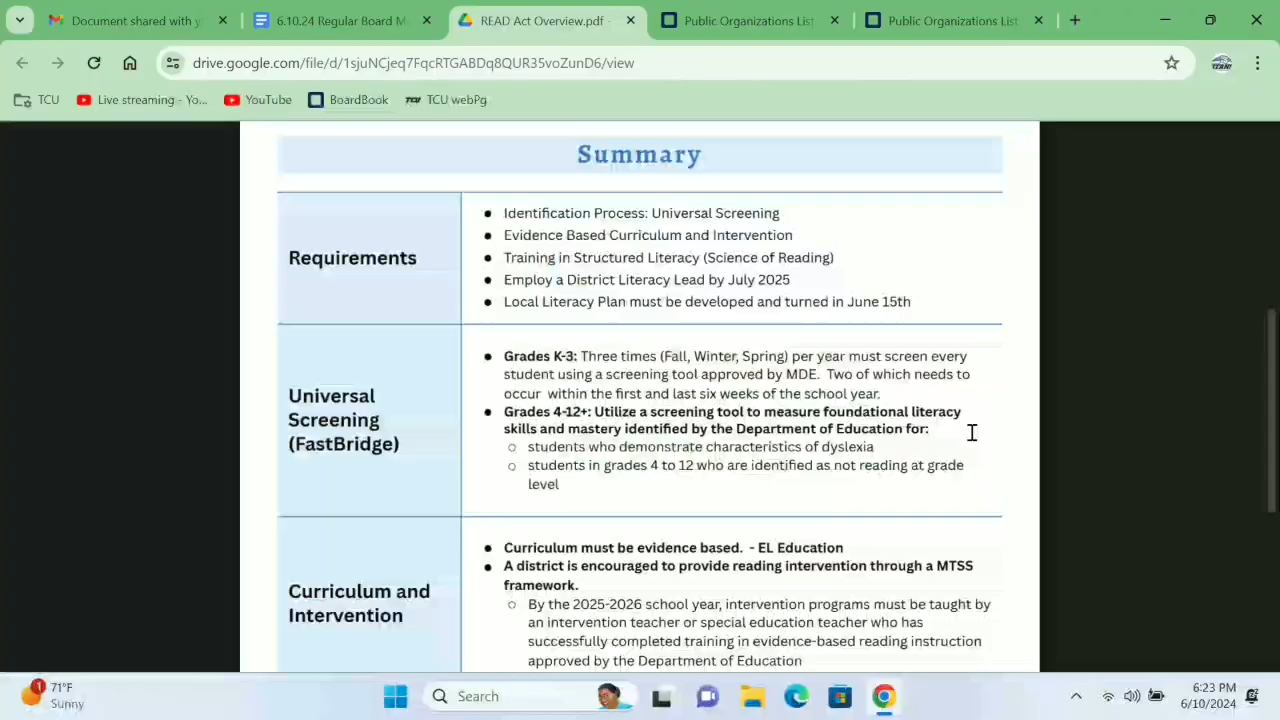 Document shared with y
6.10.24 Regular Board M
READ Act Overview.pdf -
Public Organizations List
Public Organizations List
drive.google.com/file/d/1sjuNCjeq7FqcRTGABDq8QUR35voZunD6/view
TCU
Live streaming - Yo...
YouTube
BoardBook
TCU TCU webPg
Summary
Requirements
● Identification Process: Universal Screening
● Evidence Based Curriculum and Intervention
● Training in Structured Literacy (Science of Reading)
● Employ a District Literacy Lead by July 2025
● Local Literacy Plan must be developed and turned in June 15th
Universal
Screening
(FastBridge)
● Grades K-3: Three times (Fall, Winter, Spring) per year must screen every
student using a screening tool approved by MDE. Two of which needs to
occur within the first and last six weeks of the school year.
● Grades 4-12+: Utilize a screening tool to measure foundational literacy
skills and mastery identified by the Department of Education for:
○ students who demonstrate characteristics of dyslexia
○ students in grades 4 to 12 who are identified as not reading at grade
level
Curriculum and
Intervention
● Curriculum must be evidence based. - EL Education
● A district is encouraged to provide reading intervention through a MTSS
framework.
○ By the 2025-2026 school year, intervention programs must be taught by
an intervention teacher or special education teacher who has
successfully completed training in evidence-based reading instruction
approved by the Department of Education
1
71°F
Sunny
Search
6:23 PM
6/10/2024